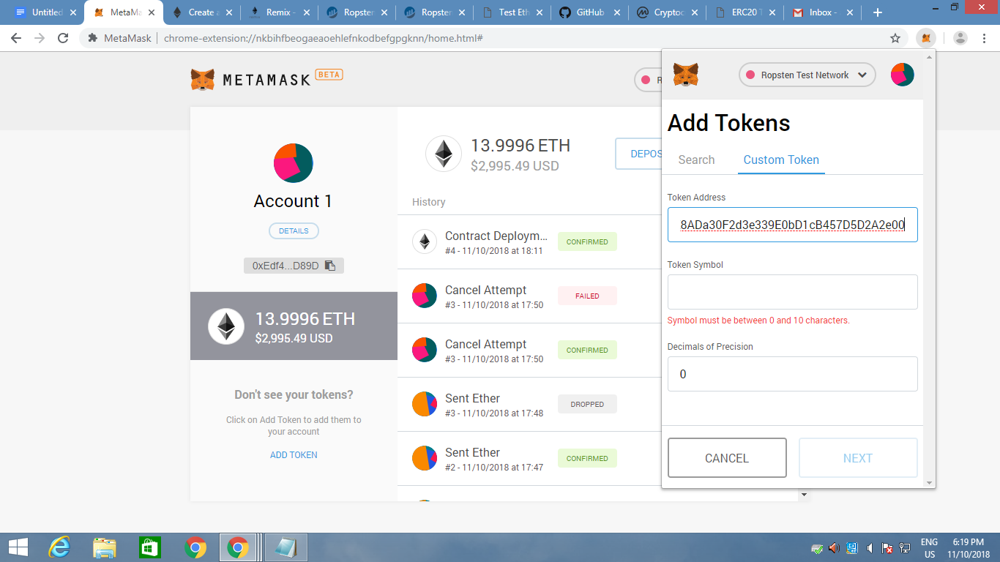 Untitled
MetaMa
Create a
Remix -
Ropsten
Ropsten
Test Eth
GitHub
Cryptoc
ERC20 T
Inbox -
MetaMask
chrome-extension://nkbihfbeogaeaoehlefnkodbefgpgknn/home.html#
METAMASK
BETA
R
Account 1
DETAILS
0xEdf4...D89D
13.9996 ETH
$2,995.49 USD
Don't see your tokens?
Click on Add Token to add them to
your account
ADD TOKEN
13.9996 ETH
$2,995.49 USD
DEPOS
History
Contract Deploym...
#4 - 11/10/2018 at 18:11
CONFIRMED
Cancel Attempt
#3 - 11/10/2018 at 17:50
FAILED
Cancel Attempt
#3 - 11/10/2018 at 17:50
CONFIRMED
Sent Ether
#3 - 11/10/2018 at 17:48
DROPPED
Sent Ether
#2 - 11/10/2018 at 17:47
CONFIRMED
Ropsten Test Network
Add Tokens
Search
Custom Token
Token Address
8ADa30F2d3e339E0bD1cB457D5D2A2e00
Token Symbol
Symbol must be between 0 and 10 characters.
Decimals of Precision
0
CANCEL
NEXT
ENG
US
6:19 PM
11/10/2018